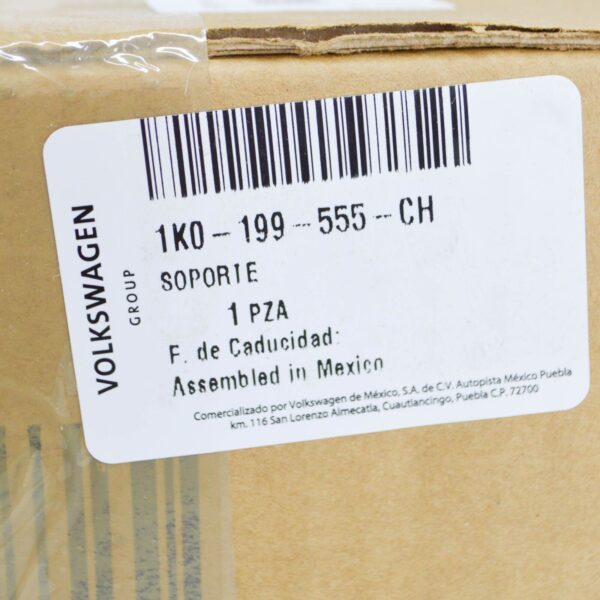 VOLKSWAGEN
GROUP
1K0-199-555-CH
SOPORTE
1 PZA
F. de Caducidad:
Assembled in Mexico
Comercializado por Volkswagen de México, S.A. de C.V. Autopista México Puebla
km. 116 San Lorenzo Almecatla, Cuautlancingo, Puebla C.P. 72700